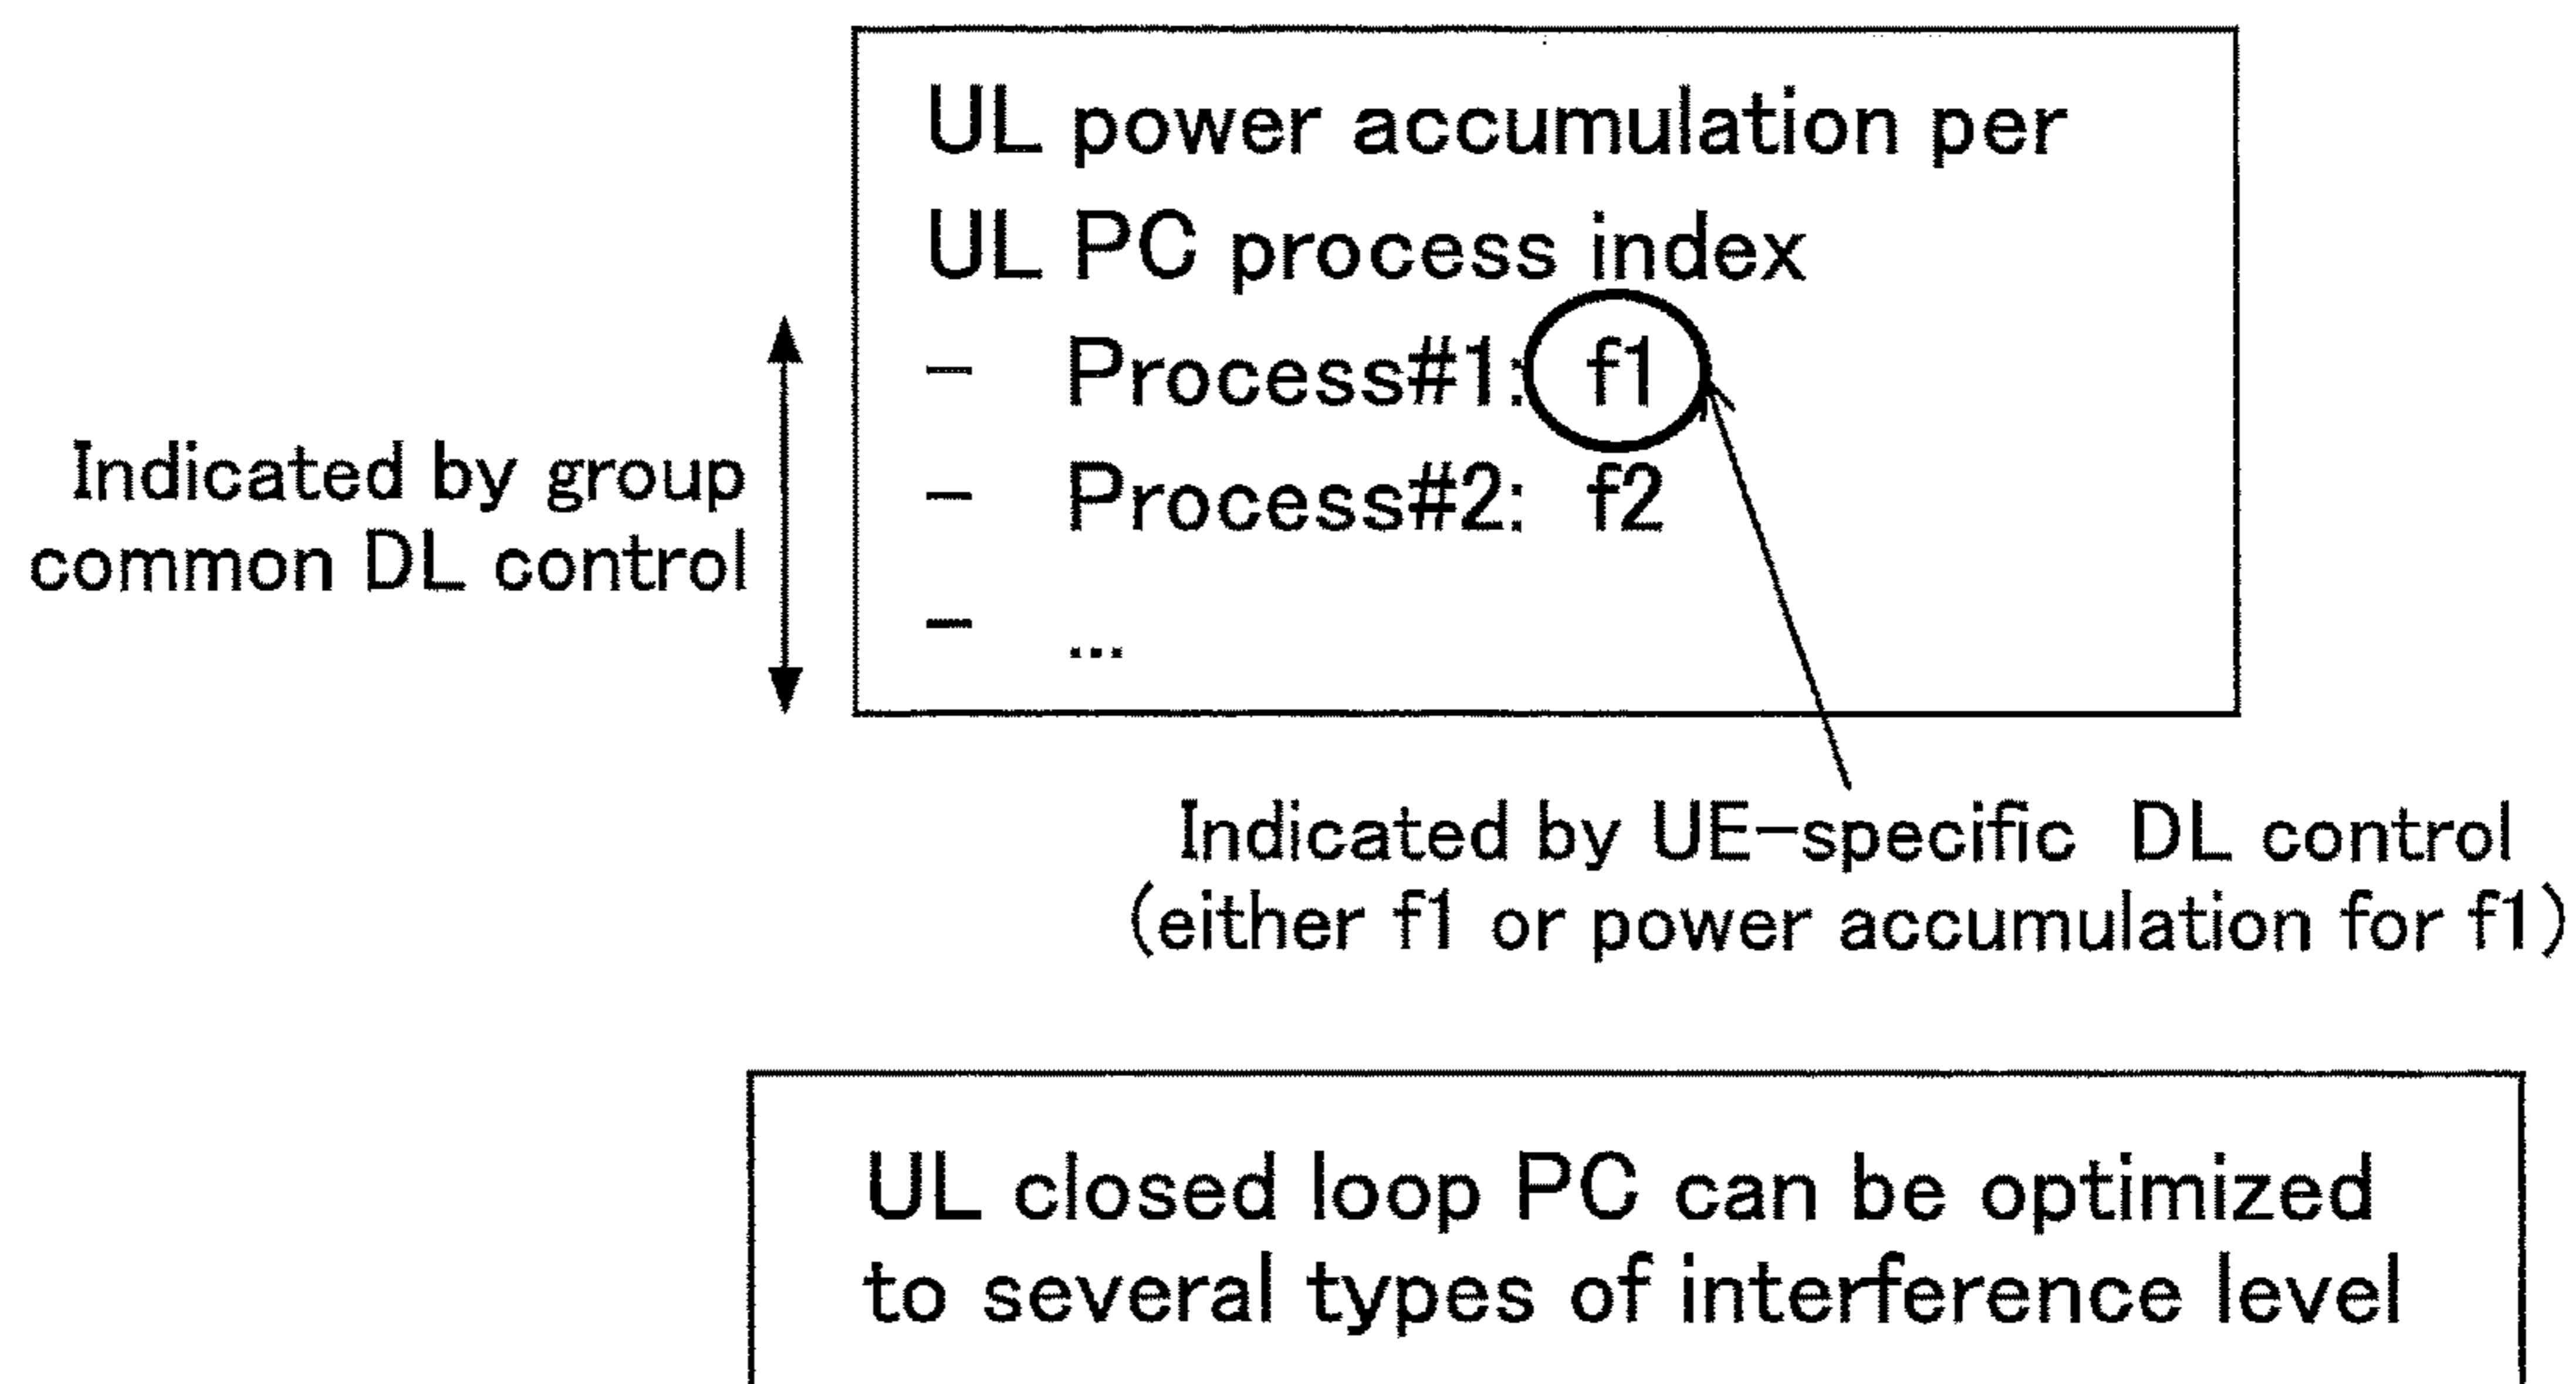 UL power accumulation per
UL PC process index
- Process#1: f1
- Process#2: f2
- ...
Indicated by group
common DL control
Indicated by UE-specific DL control
(either f1 or power accumulation for f1)
UL closed loop PC can be optimized
to several types of interference level